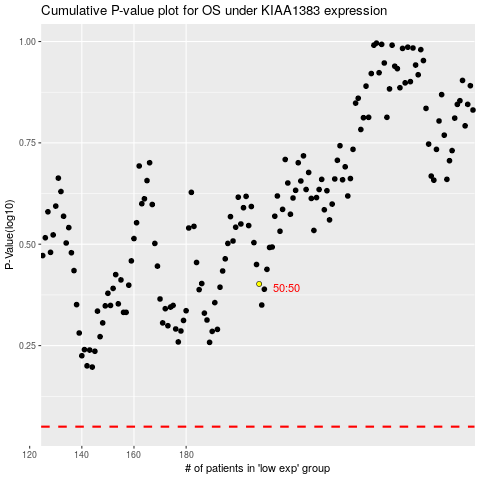 Cumulative P-value plot for OS under KIAA1383 expression
P-Value(log10)
1.00
0.75
0.50
0.25
50:50
120 140 160 180
# of patients in 'low exp' group